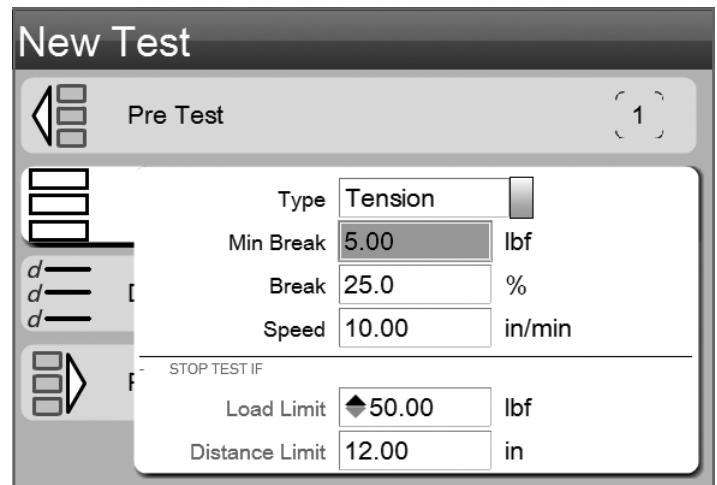 New Test
Pre Test 1
Type Tension
Min Break 5.00 lbf
d
d
d
Break 25.0 %
Speed 10.00 in/min
STOP TEST IF
Load Limit 50.00 lbf
Distance Limit 12.00 in